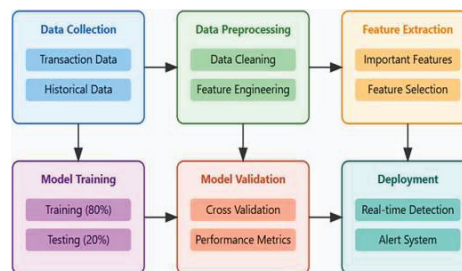 Data Collection
Transaction Data
Historical Data
Data Preprocessing
Data Cleaning
Feature Engineering
Feature Extraction
Important Features
Feature Selection
Model Training
Training (80%)
Testing (20%)
Model Validation
Cross Validation
Performance Metrics
Deployment
Real-time Detection
Alert System